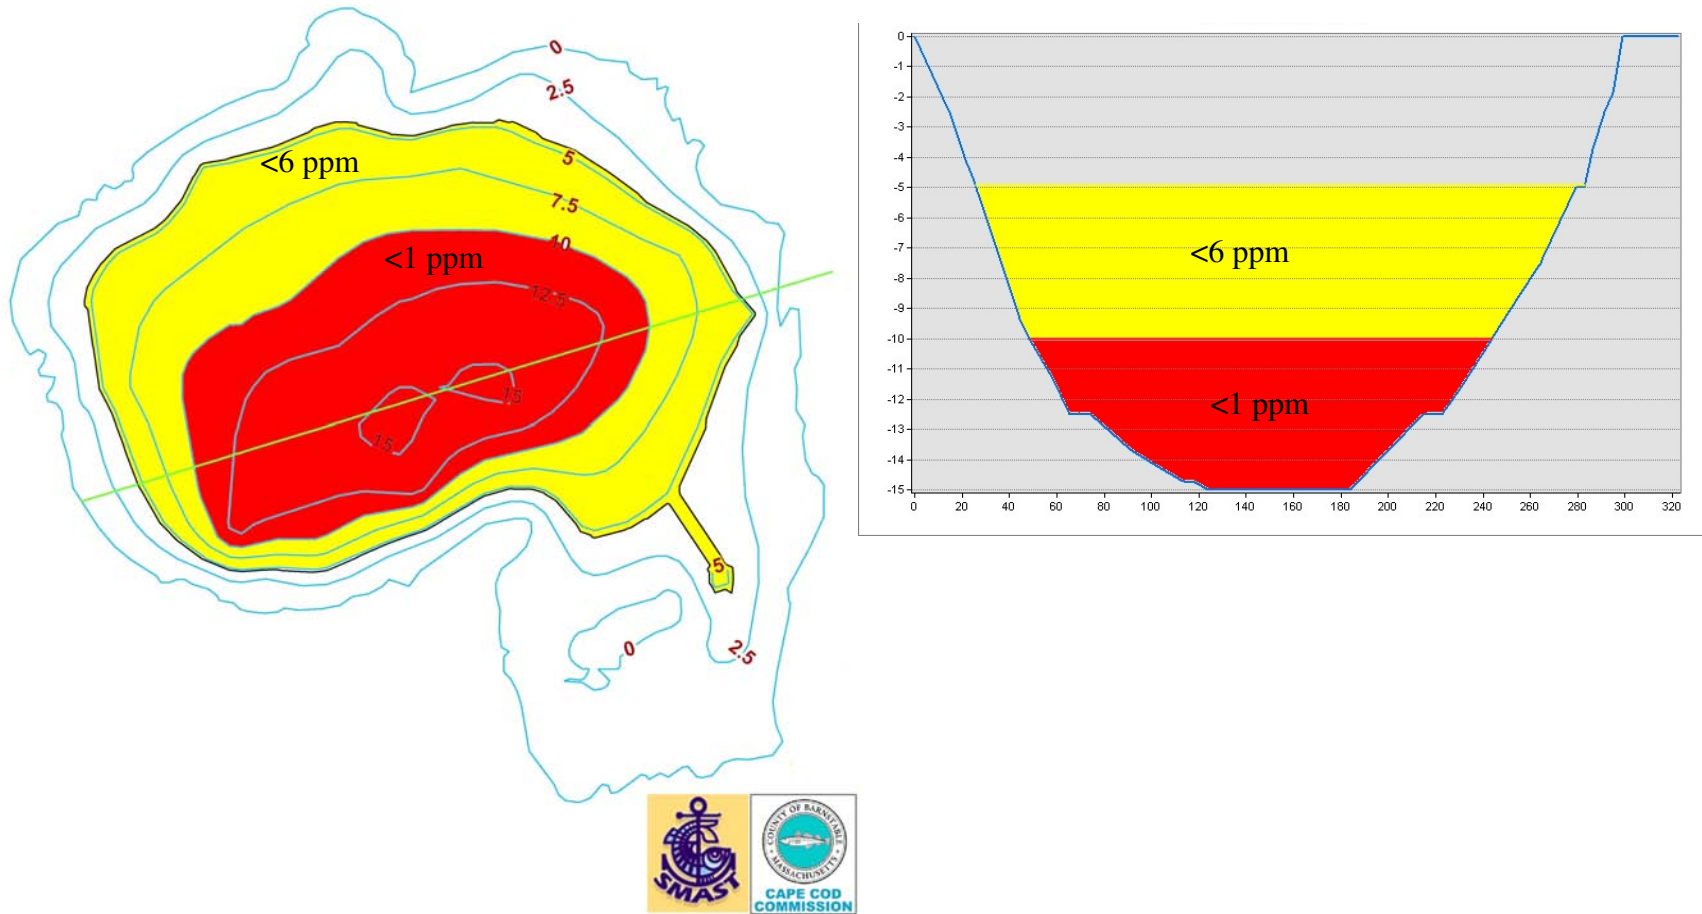 0
2.5
<6 ppm
5
7.5
10
<1 ppm
12.5
15
15
5
0
2.5
0
-1
-2
-3
-4
-5
-6
-7
-8
-9
-10
-11
-12
-13
-14
-15
<6 ppm
<1 ppm
0 20 40 60 80 100 120 140 160 180 200 220 240 260 280 300 320
SMAST
COUNTY OF BARNSTABLE
MASSACHUSETTS
CAPE COD
COMMISSION